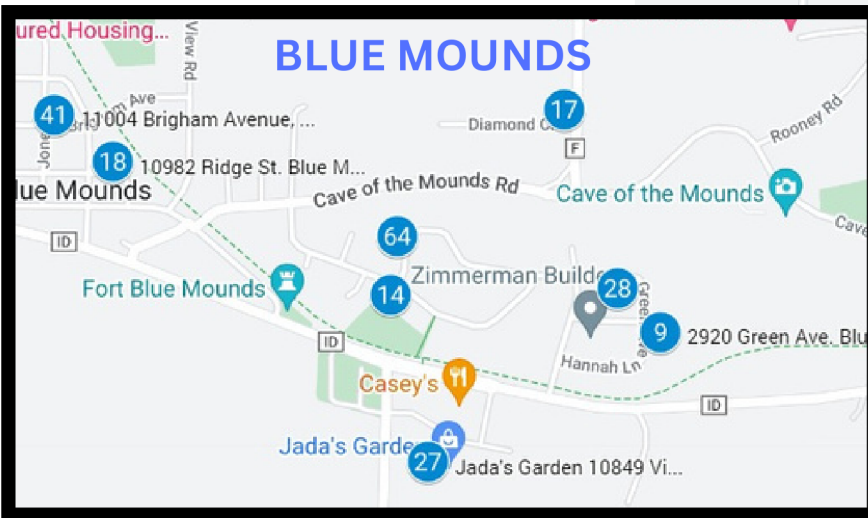 ured Housing...
BLUE MOUNDS
View Rd
41
Ave
11004 Brigham Avenue, ...
17
Diamond
F
Rooney Rd
18
10982 Ridge St. Blue M...
lue Mounds
Cave of the Mounds Rd
Cave of the Mounds
Cave
ID
64
Zimmerman Builde
28
Fort Blue Mounds
14
9
2920 Green Ave. Blu
ID
Hannah Ln
Casey's
ID
Jada's Garde
27
Jada's Garden 10849 Vi...